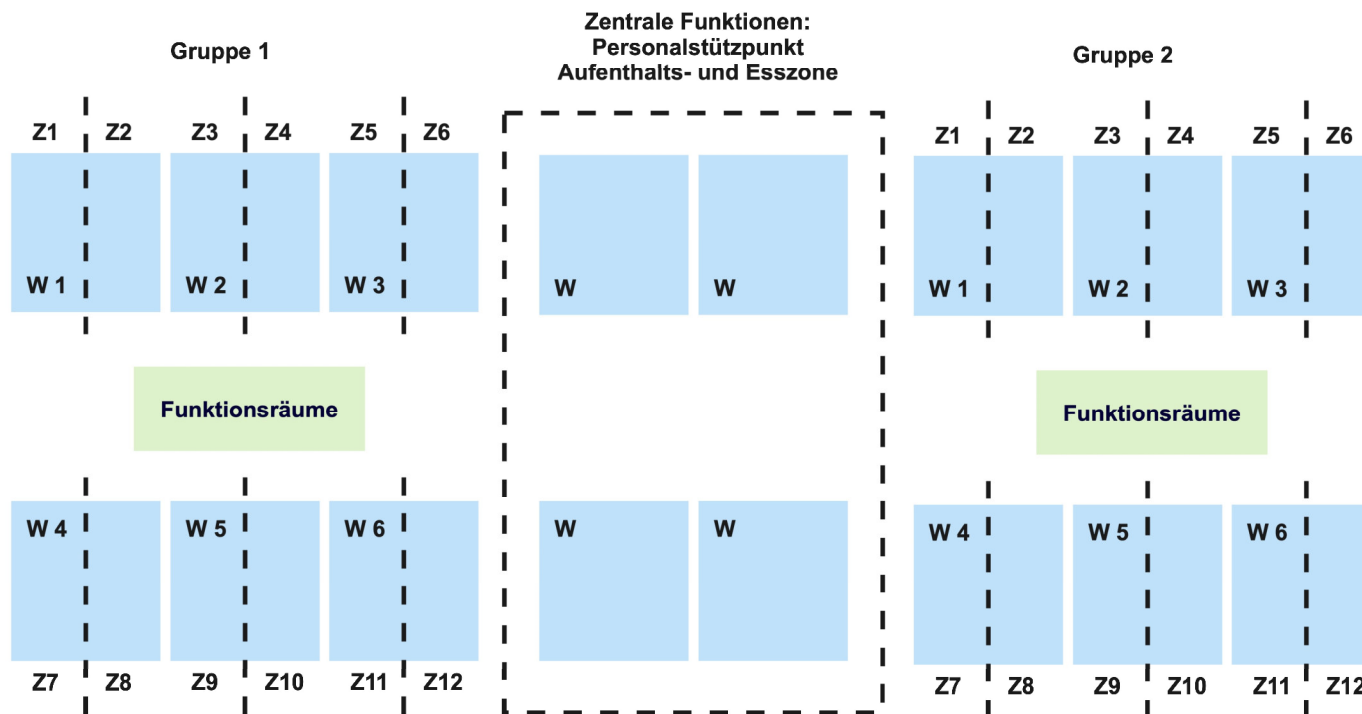 Zentrale Funktionen:
Personalstützpunkt
Aufenthalts- und Esszone
Gruppe 1
Gruppe 2
Z1 Z2 Z3 Z4 Z5 Z6
W 1 W 2 W 3
Funktionsräume
W 4 W 5 W 6
Z7 Z8 Z9 Z10 Z11 Z12
W W
W W
Z1 Z2 Z3 Z4 Z5 Z6
W 1 W 2 W 3
Funktionsräume
W 4 W 5 W 6
Z7 Z8 Z9 Z10 Z11 Z12